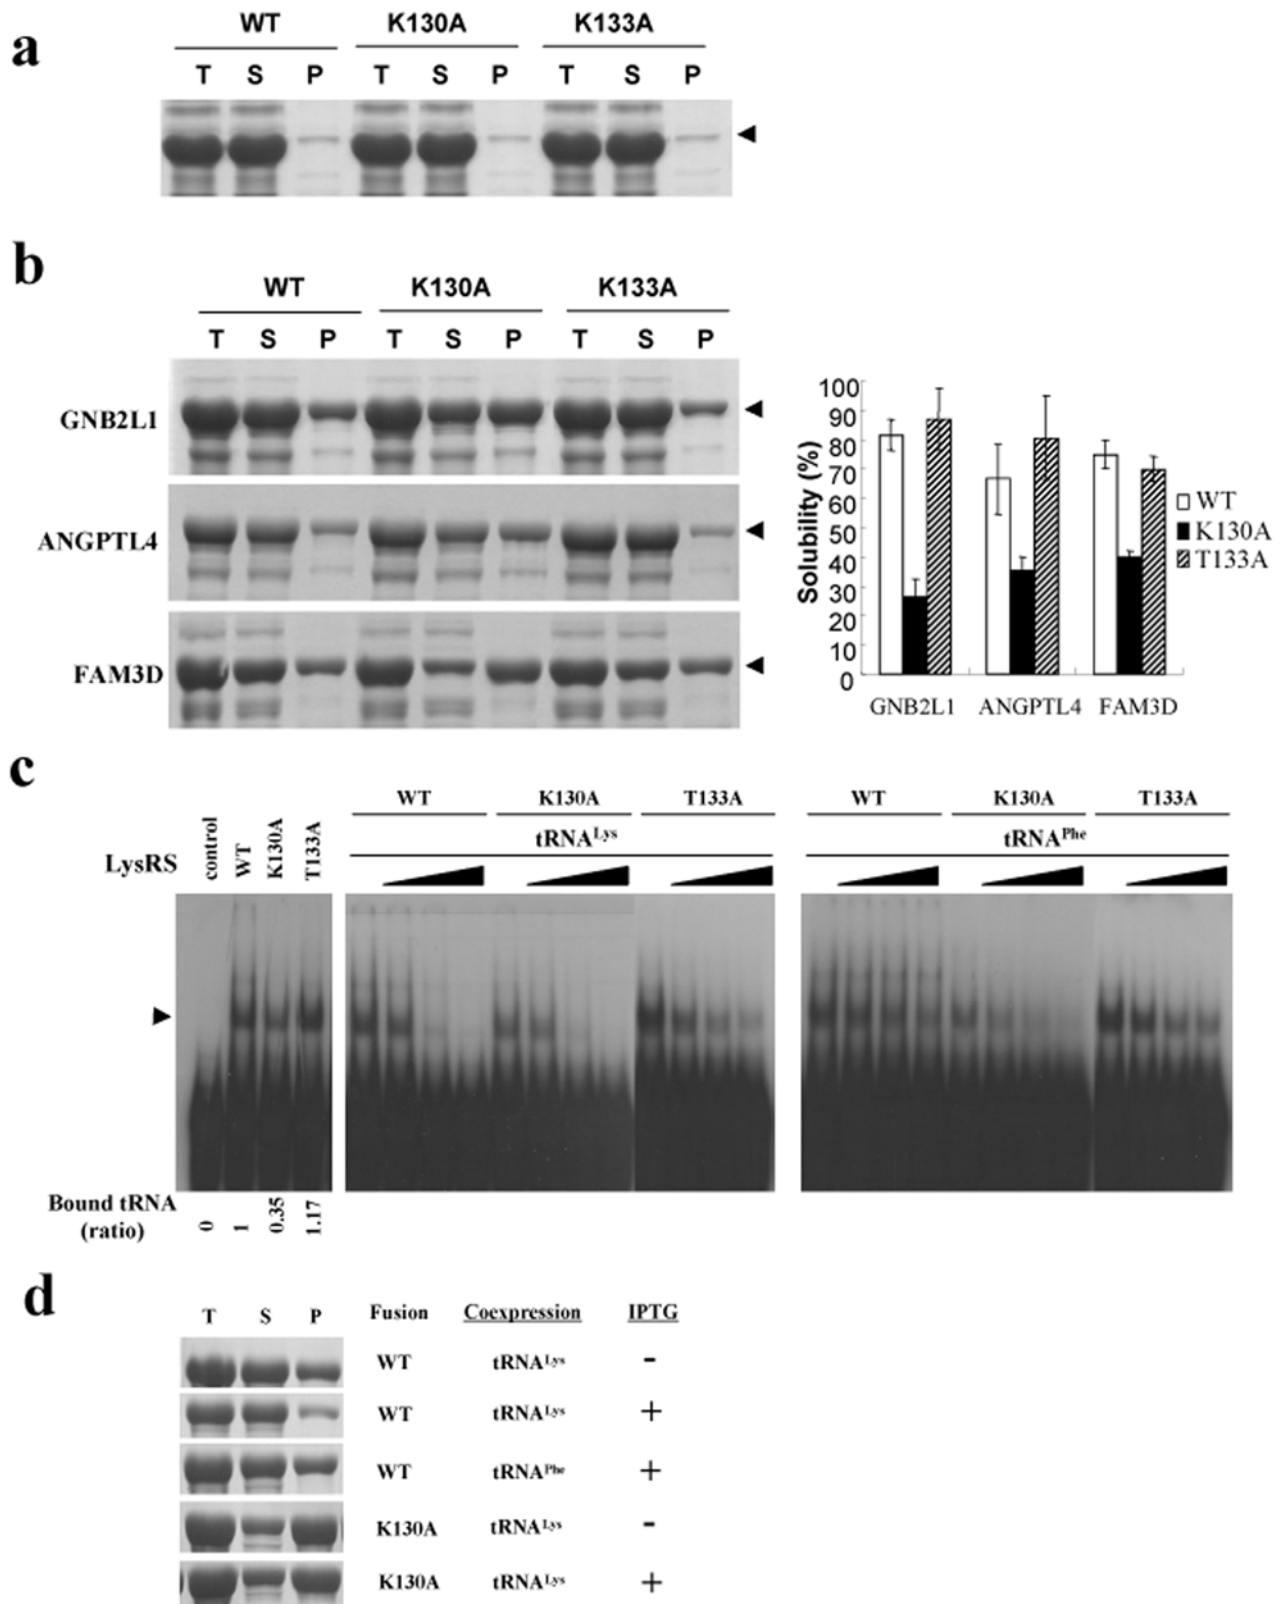 a
WT K130A K133A
T S P T S P T S P
b
WT K130A K133A
T S P T S P T S P
GNB2L1
ANGPTL4
FAM3D
Solubility (%)
100
90
80
70
60
50
40
30
20
10
0
GNB2L1 ANGPTL4 FAM3D
WT
K130A
T133A
c
LysRS
control
WT
K130A
T133A
WT K130A T133A
tRNALys
WT K130A T133A
tRNAPhe
Bound tRNA
(ratio)
0
1
0.35
1.17
d
T S P Fusion Coexpression IPTG
WT tRNALys -
WT tRNALys +
WT tRNAPhe +
K130A tRNALys -
K130A tRNALys +